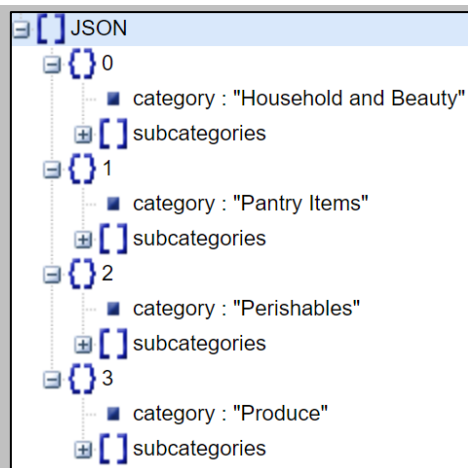 [ ] JSON
{ } 0
category : "Household and Beauty"
[ ] subcategories
{ } 1
category : "Pantry Items"
[ ] subcategories
{ } 2
category : "Perishables"
[ ] subcategories
{ } 3
category : "Produce"
[ ] subcategories